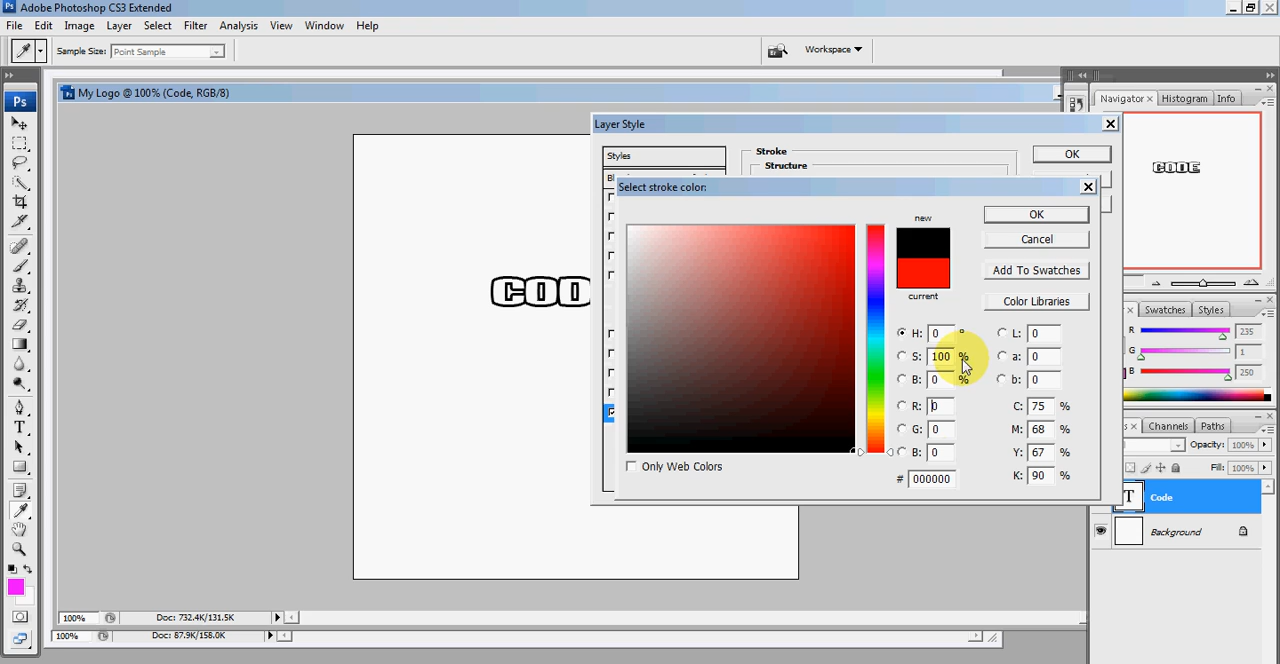 Ps Adobe Photoshop CS3 Extended
File Edit Image Layer Select Filter Analysis View Window Help
Sample Size: Point Sample Workspace
Ps My Logo @ 100% (Code, RGB/8)
Navigator Histogram Info
Layer Style
Styles
Stroke
OK
Structure
Select stroke color:
CODE
new
OK
Cancel
Add To Swatches
Color Libraries
current
H: 0 ° L: 0
S: 100 % a: 0
B: 0 % b: 0
R: 0 C: 75 %
G: 0 M: 68 %
B: 0 Y: 67 %
# 000000 K: 90 %
Only Web Colors
CODE
Swatches Styles
R 235
G 1
B 250
Channels Paths
Opacity: 100%
Fill: 100%
T Code
Background
100% Doc: 732.4K/131.5K
100% Doc: 87.9K/158.0K